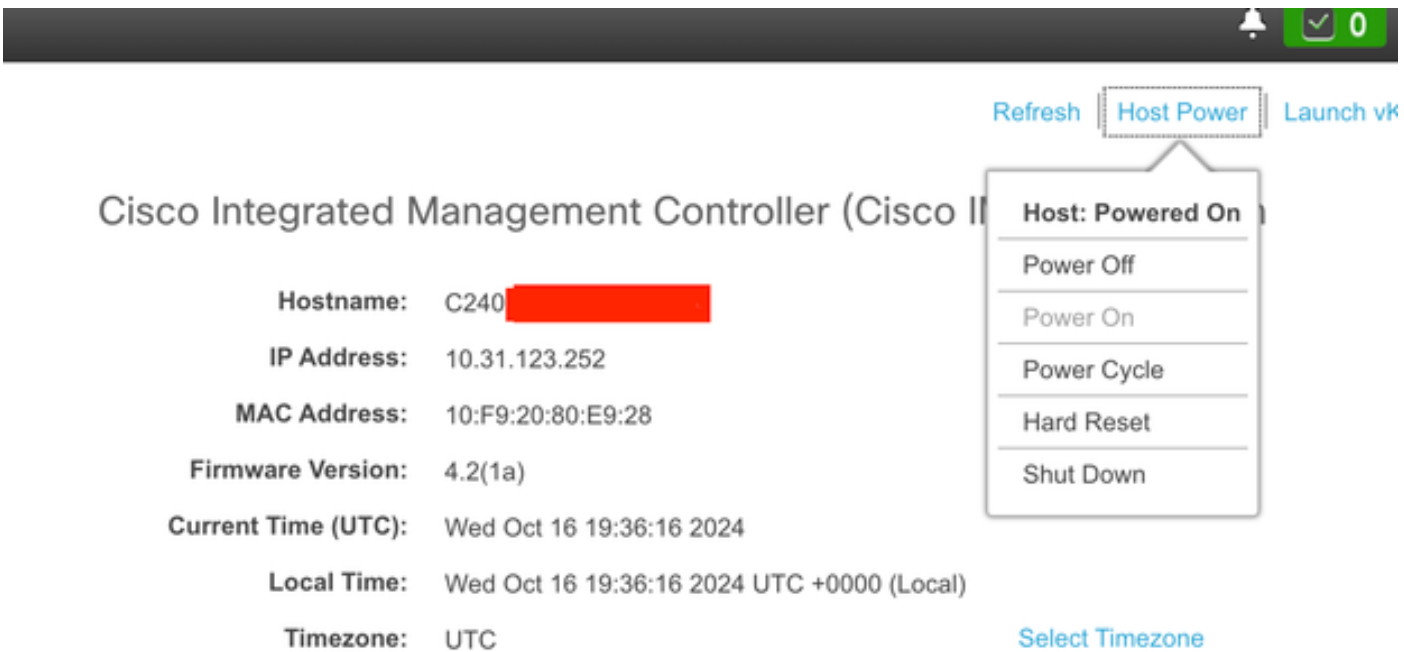 0
Refresh
Host Power
Launch vK
Cisco Integrated Management Controller (Cisco I
Host: Powered On
Power Off
Power On
Power Cycle
Hard Reset
Shut Down
Hostname: C240
IP Address: 10.31.123.252
MAC Address: 10:F9:20:80:E9:28
Firmware Version: 4.2(1a)
Current Time (UTC): Wed Oct 16 19:36:16 2024
Local Time: Wed Oct 16 19:36:16 2024 UTC +0000 (Local)
Timezone: UTC
Select Timezone